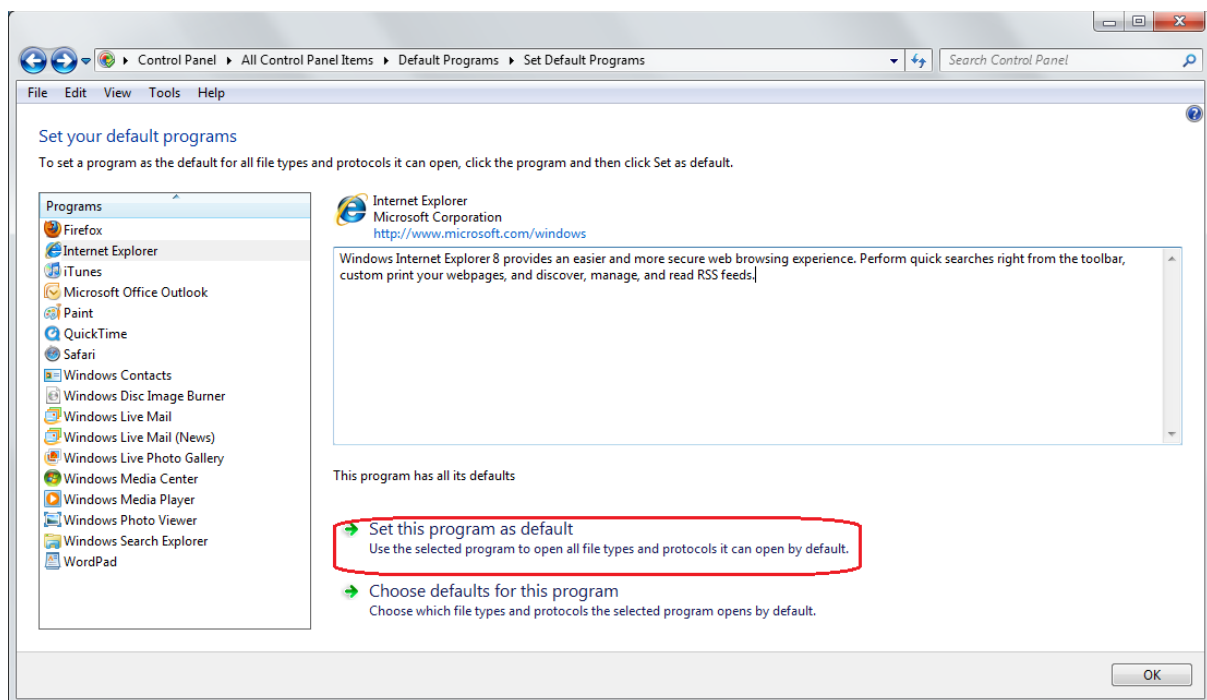 Control Panel All Control Panel Items Default Programs Set Default Programs
Search Control Panel
File Edit View Tools Help
Set your default programs
To set a program as the default for all file types and protocols it can open, click the program and then click Set as default.
Programs
Firefox
Internet Explorer
iTunes
Microsoft Office Outlook
Paint
QuickTime
Safari
Windows Contacts
Windows Disc Image Burner
Windows Live Mail
Windows Live Mail (News)
Windows Live Photo Gallery
Windows Media Center
Windows Media Player
Windows Photo Viewer
Windows Search Explorer
WordPad
Internet Explorer
Microsoft Corporation
http://www.microsoft.com/windows
Windows Internet Explorer 8 provides an easier and more secure web browsing experience. Perform quick searches right from the toolbar,
custom print your webpages, and discover, manage, and read RSS feeds.
This program has all its defaults
Set this program as default
Use the selected program to open all file types and protocols it can open by default.
Choose defaults for this program
Choose which file types and protocols the selected program opens by default.
OK